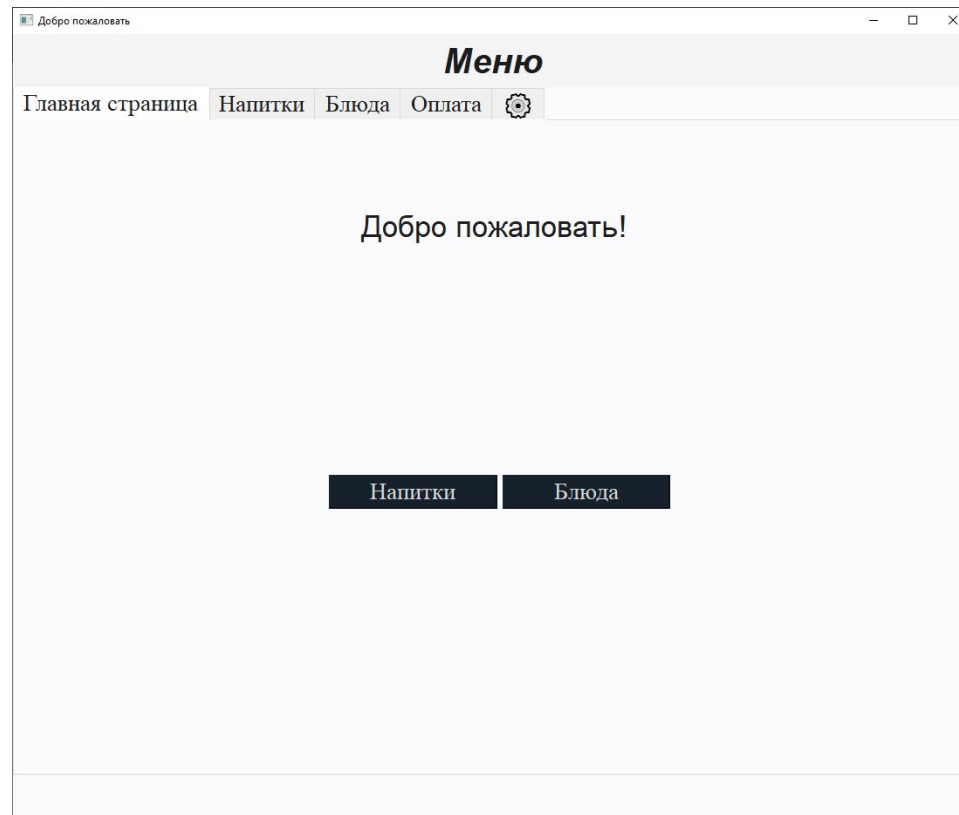 Добро пожаловать
Меню
Главная страница Напитки Блюда Оплата
Добро пожаловать!
Напитки Блюда